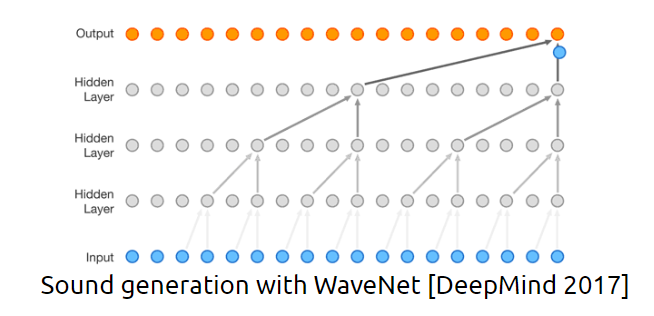 Output
Hidden
Layer
Hidden
Layer
Hidden
Layer
Input
Sound generation with WaveNet [DeepMind 2017]